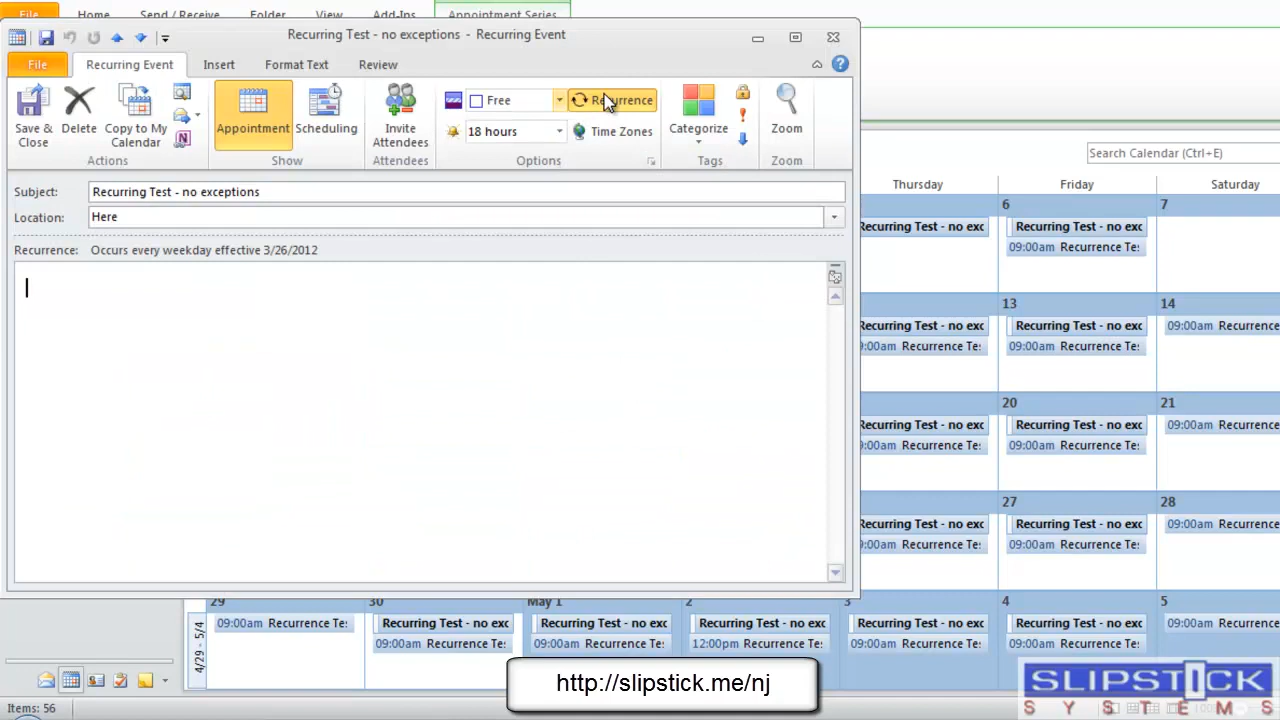 File Home Send / Receive Folder View Add-Ins Appointment Series
Recurring Test - no exceptions - Recurring Event
File Recurring Event Insert Format Text Review
Save & Close
Delete
Copy to My Calendar
Actions
Appointment
Scheduling
Show
Invite Attendees
Attendees
Free
Recurrence
18 hours
Time Zones
Options
Categorize
Tags
Zoom
Zoom
Search Calendar (Ctrl+E)
Subject: Recurring Test - no exceptions
Location: Here
Recurrence: Occurs every weekday effective 3/26/2012
Thursday Friday Saturday
6 7
Recurring Test - no exc Recurring Test - no exc
09:00am Recurrence Te:
13 14
Recurring Test - no exc Recurring Test - no exc 09:00am Recurrence
:00am Recurrence Te: 09:00am Recurrence Te:
20 21
Recurring Test - no exc Recurring Test - no exc 09:00am Recurrence
:00am Recurrence Te: 09:00am Recurrence Te:
27 28
Recurring Test - no exc Recurring Test - no exc 09:00am Recurrence
:00am Recurrence Te: 09:00am Recurrence Te:
4/29 - 5/4
29 30 May 1 2 3 4 5
09:00am Recurrence Te: Recurring Test - no exc Recurring Test - no exc Recurring Test - no exc Recurring Test - no exc Recurring Test - no exc 09:00am Recurrence
09:00am Recurrence Te: 09:00am Recurrence Te: 12:00pm Recurrence Te: 09:00am Recurrence Te: 09:00am Recurrence Te:
http://slipstick.me/nj
SLIPSTICK
SYSTEMS
Items: 56